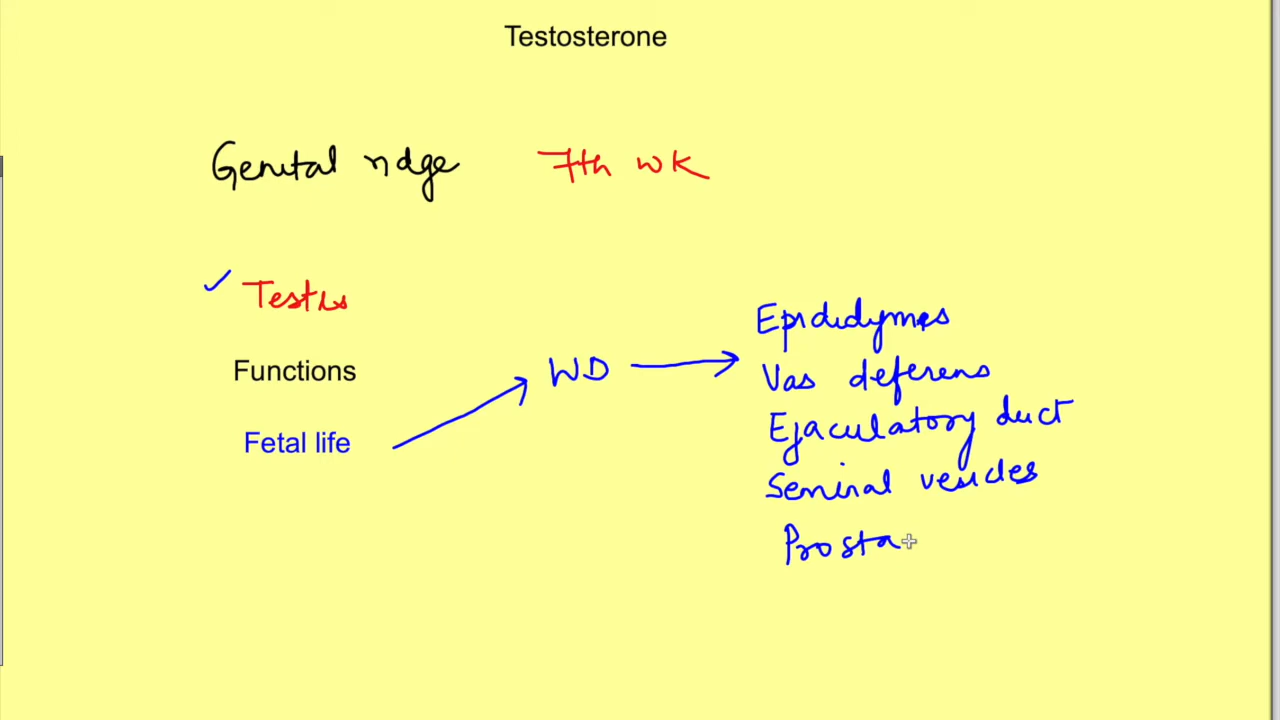 Testosterone
Genital ridge 7th wk
✓ Testis
Functions
Fetal life
WD
Epididymis
Vas deferens
Ejaculatory duct
Seminal vesicles
Prosta